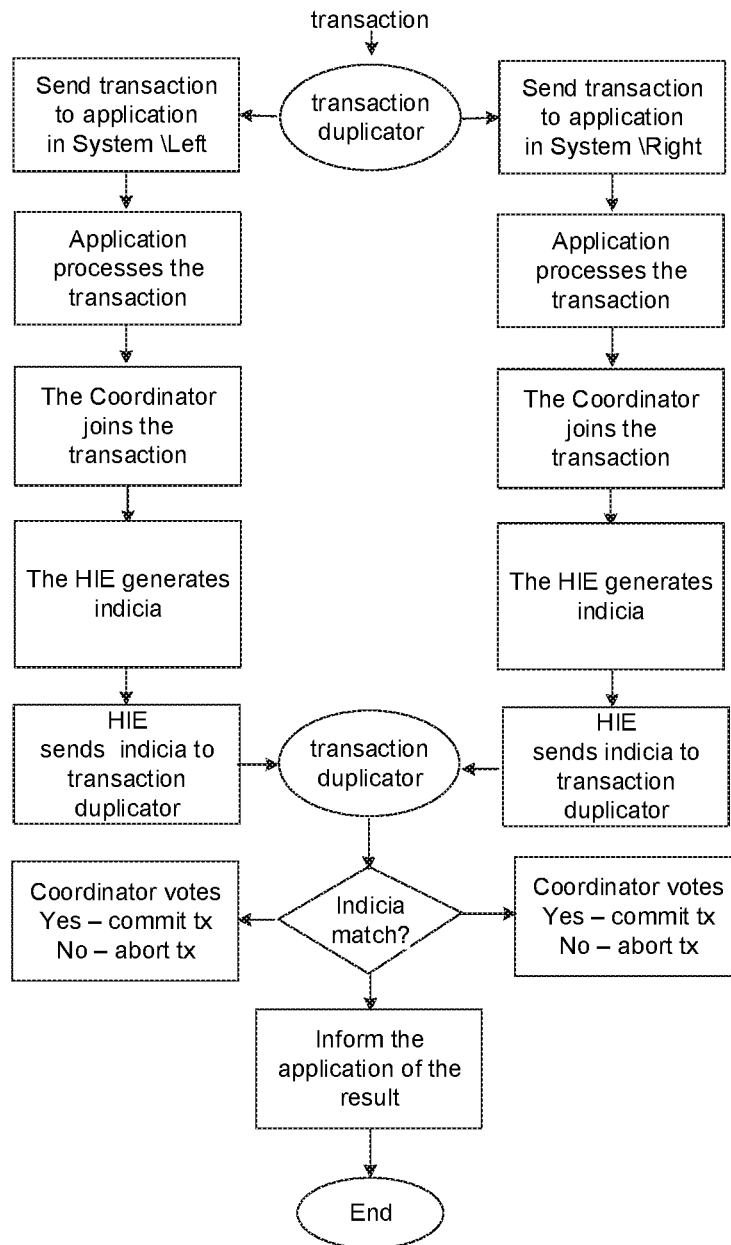 transaction
Send transaction
to application
in System \Left
transaction
duplicator
Send transaction
to application
in System \Right
Application
processes the
transaction
Application
processes the
transaction
The Coordinator
joins the
transaction
The Coordinator
joins the
transaction
The HIE generates
indicia
The HIE generates
indicia
HIE
sends indicia to
transaction
duplicator
transaction
duplicator
HIE
sends indicia to
transaction
duplicator
Coordinator votes
Yes – commit tx
No – abort tx
Indicia
match?
Coordinator votes
Yes – commit tx
No – abort tx
Inform the
application of the
result
End